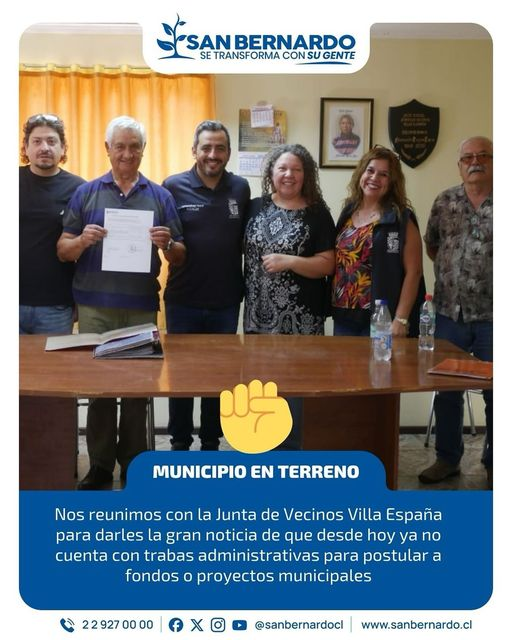 SAN BERNARDO
SE TRANSFORMA CON SU GENTE
MUNICIPIO EN TERRENO
Nos reunimos con la Junta de Vecinos Villa España
para darles la gran noticia de que desde hoy ya no
cuenta con trabas administrativas para postular a
fondos o proyectos municipales
2 2 927 00 00
@sanbernardocl
www.sanbernardo.cl